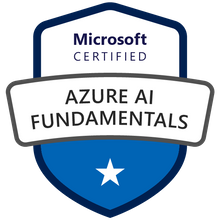 Microsoft
CERTIFIED
AZURE AI
FUNDAMENTALS